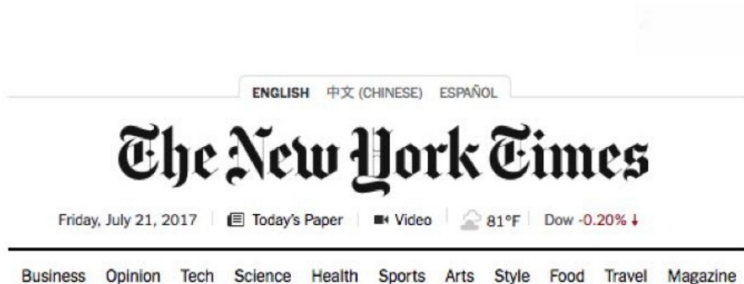 ENGLISH 中文 (CHINESE) ESPAÑOL
The New York Times
Friday, July 21, 2017 Today's Paper Video 81°F Dow -0.20% ↓
Business Opinion Tech Science Health Sports Arts Style Food Travel Magazine